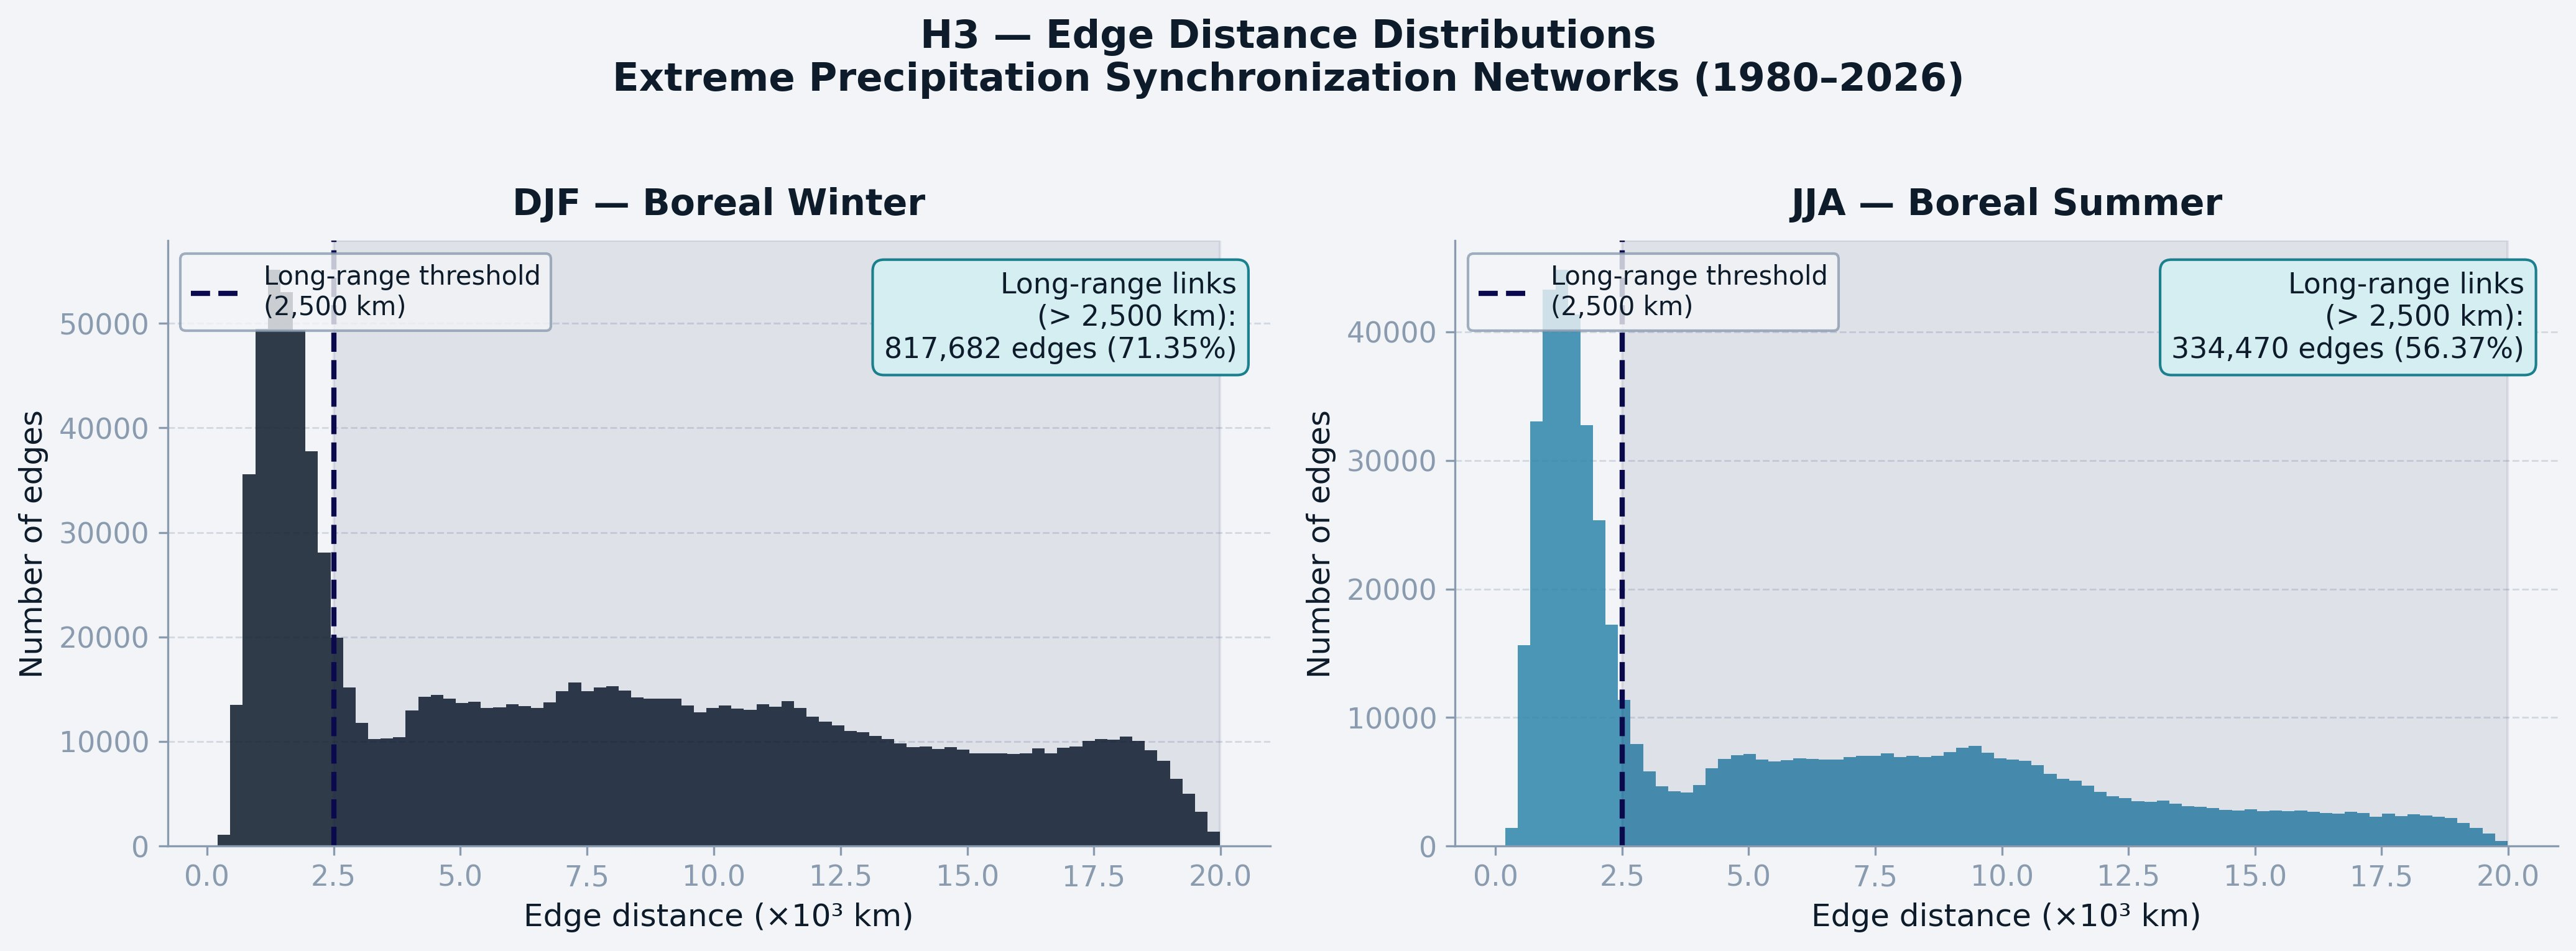 H3 — Edge Distance Distributions
Extreme Precipitation Synchronization Networks (1980–2026)
DJF — Boreal Winter
Long-range threshold
(2,500 km)
Long-range links
(> 2,500 km):
817,682 edges (71.35%)
Number of edges
50000
40000
30000
20000
10000
0
0.0 2.5 5.0 7.5 10.0 12.5 15.0 17.5 20.0
Edge distance (×10³ km)
JJA — Boreal Summer
Long-range threshold
(2,500 km)
Long-range links
(> 2,500 km):
334,470 edges (56.37%)
Number of edges
40000
30000
20000
10000
0
0.0 2.5 5.0 7.5 10.0 12.5 15.0 17.5 20.0
Edge distance (×10³ km)